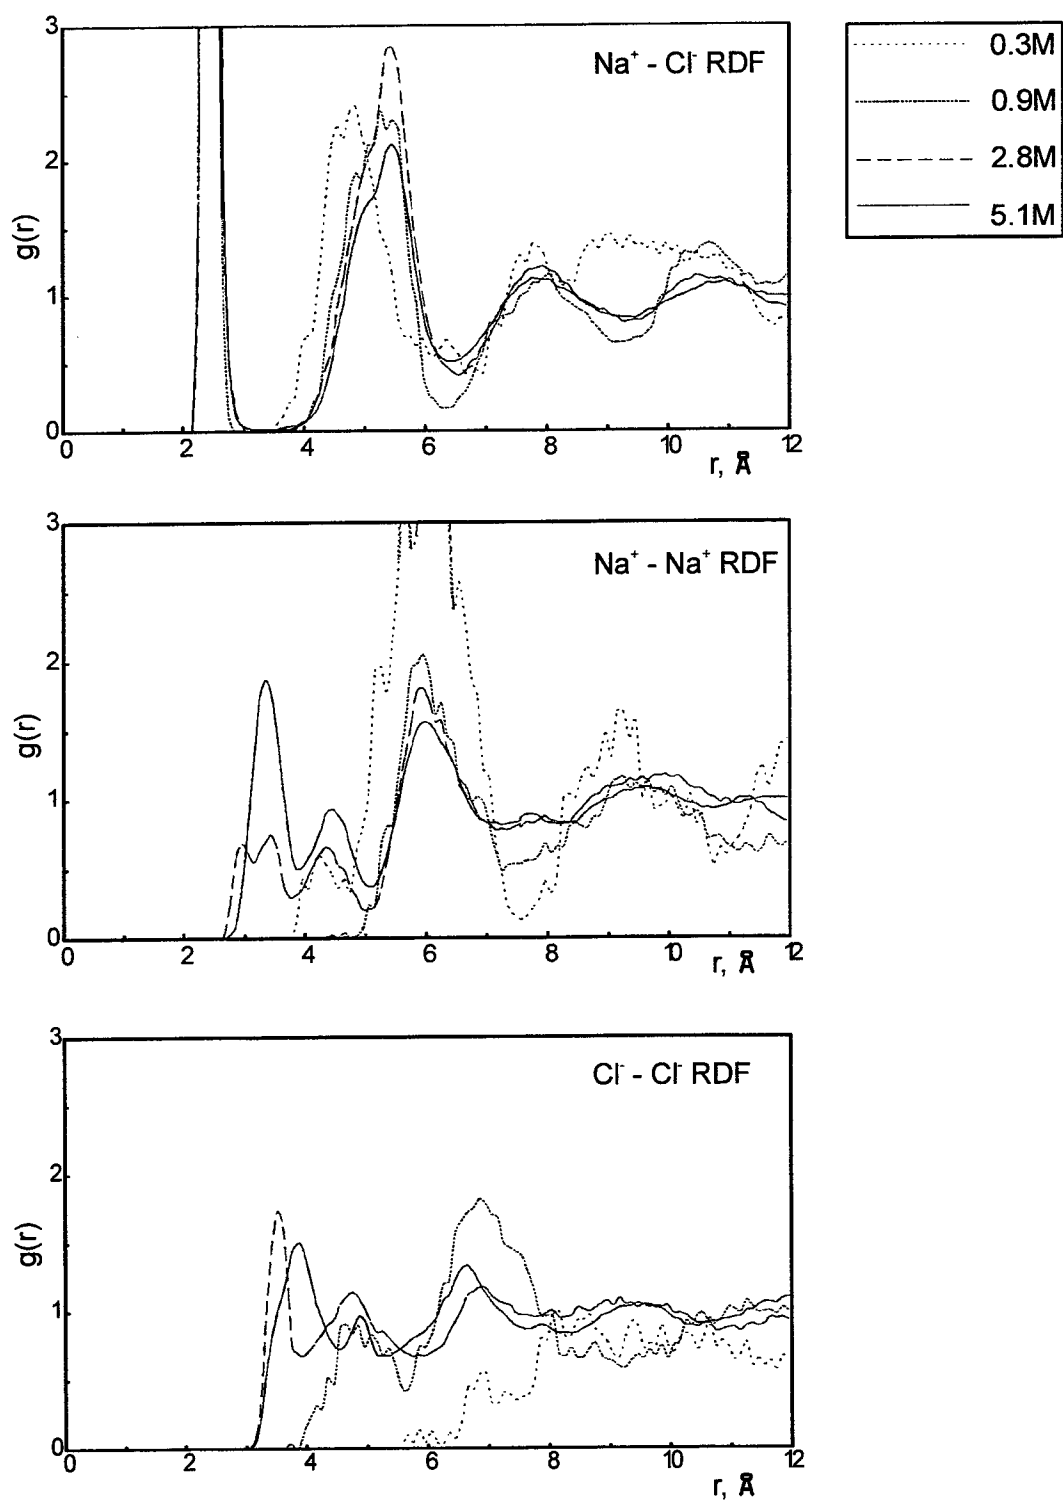 Na⁺ - Cl⁻ RDF
3
2
1
0
g(r)
0 2 4 6 8 10 12
r, Å
0.3M
0.9M
2.8M
5.1M
Na⁺ - Na⁺ RDF
3
2
1
0
g(r)
0 2 4 6 8 10 12
r, Å
Cl⁻ - Cl⁻ RDF
3
2
1
0
g(r)
0 2 4 6 8 10 12
r, Å